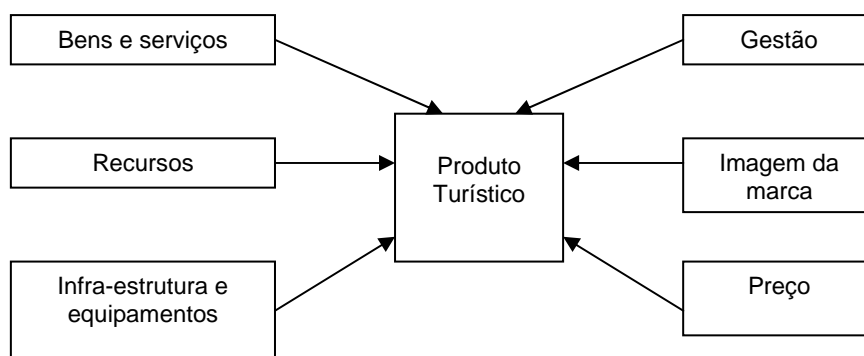 Bens e serviços
Gestão
Recursos
Produto
Turístico
Imagem da
marca
Infra-estrutura e
equipamentos
Preço